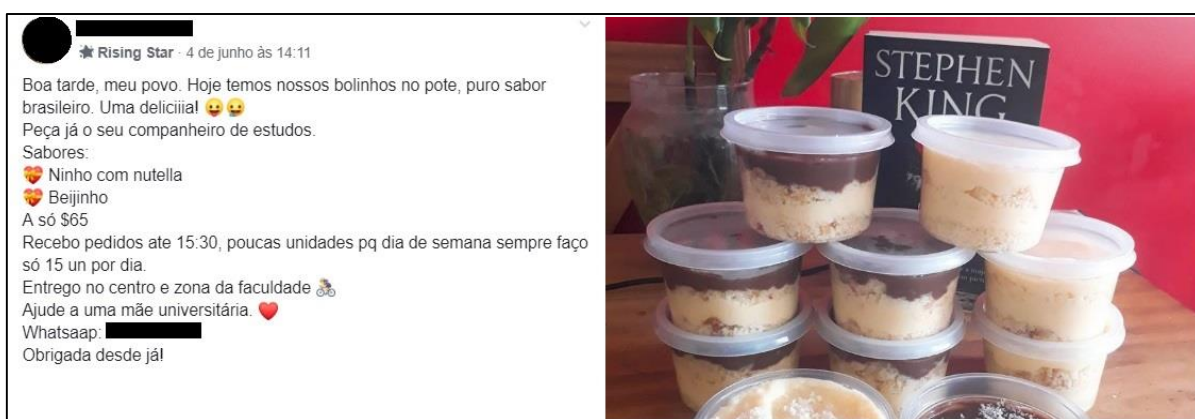 Rising Star · 4 de junho às 14:11
Boa tarde, meu povo. Hoje temos nossos bolinhos no pote, puro sabor
brasileiro. Uma deliciiia! 😛😋
Peça já o seu companheiro de estudos.
Sabores:
💝 Ninho com nutella
💝 Beijinho
A só $65
Recebo pedidos ate 15:30, poucas unidades pq dia de semana sempre faço
só 15 un por dia.
Entrego no centro e zona da faculdade 🚴
Ajude a uma mãe universitária. ❤️
Whatsaap:
Obrigada desde já!
STEPHEN
KING